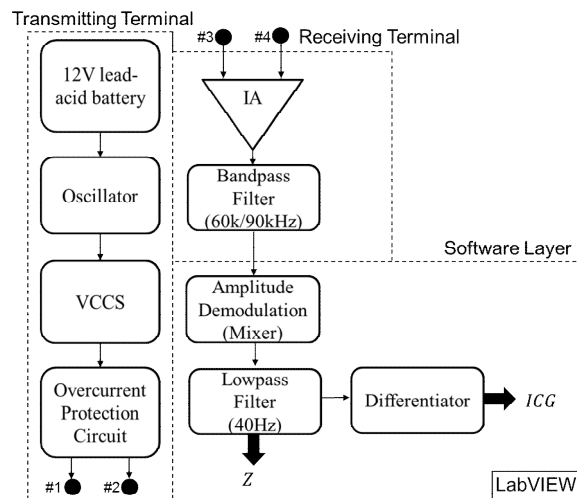 Transmitting Terminal
12V lead-
acid battery
Oscillator
VCCS
Overcurrent
Protection
Circuit
#1
#2
#3
#4
Receiving Terminal
IA
Bandpass
Filter
(60k/90kHz)
Software Layer
Amplitude
Demodulation
(Mixer)
Lowpass
Filter
(40Hz)
Z
Differentiator
ICG
LabVIEW